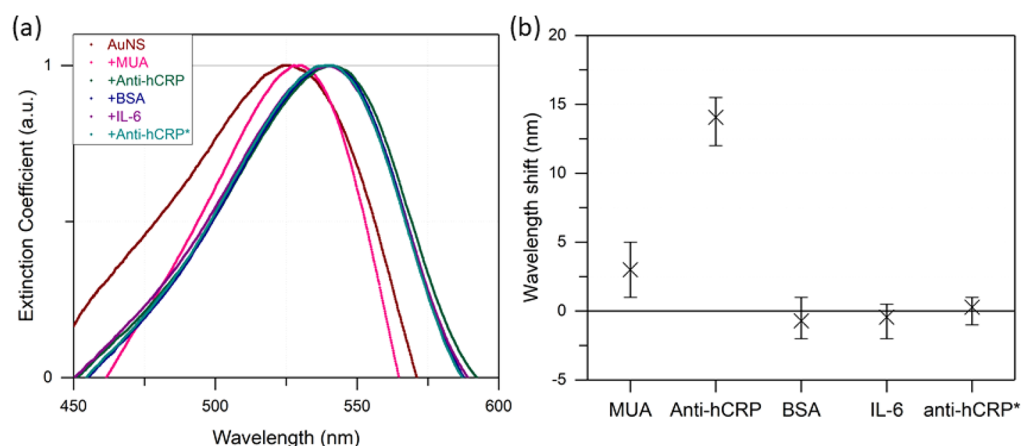 (a)
AuNS
+MUA
+Anti-hCRP
+BSA
+IL-6
+Anti-hCRP*
Extinction Coefficient (a.u.)
1
0
450
500
550
600
Wavelength (nm)
(b)
Wavelength shift (nm)
20
15
10
5
0
-5
MUA Anti-hCRP BSA IL-6 anti-hCRP*